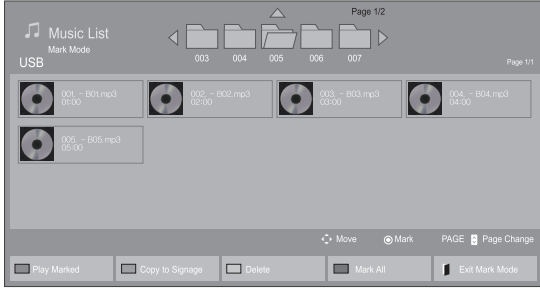 Page 1/2
Music List
Mark Mode
USB
003 004 005 006 007
Page 1/1
001. - B01.mp3
01:00
002. - B02.mp3
02:00
003. - B03.mp3
03:00
004. - B04.mp3
04:00
005. - B05.mp3
05:00
Move Mark PAGE Page Change
Play Marked Copy to Signage Delete Mark All Exit Mark Mode